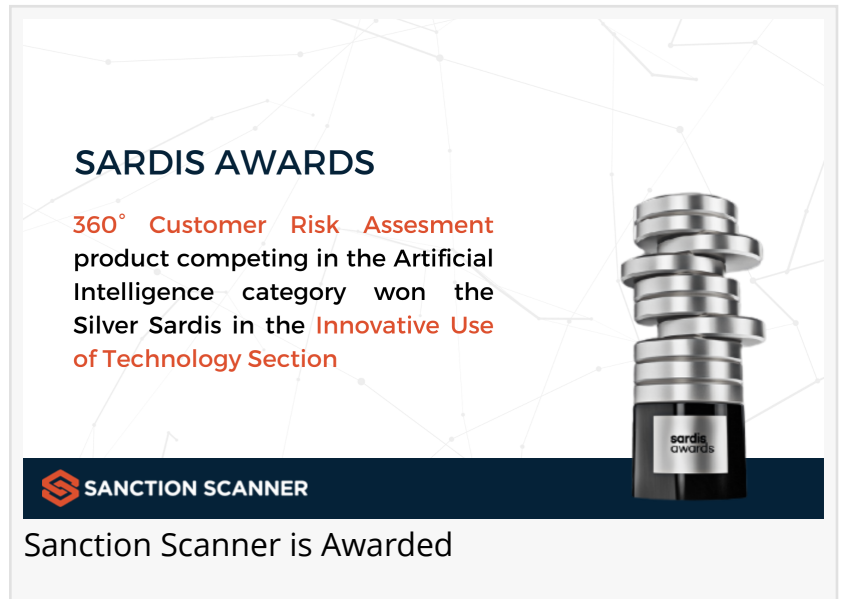 SARDIS AWARDS
360° Customer Risk Assesment
product competing in the Artificial
Intelligence category won the
Silver Sardis in the Innovative Use
of Technology Section
sardis
awards
SANCTION SCANNER
Sanction Scanner is Awarded